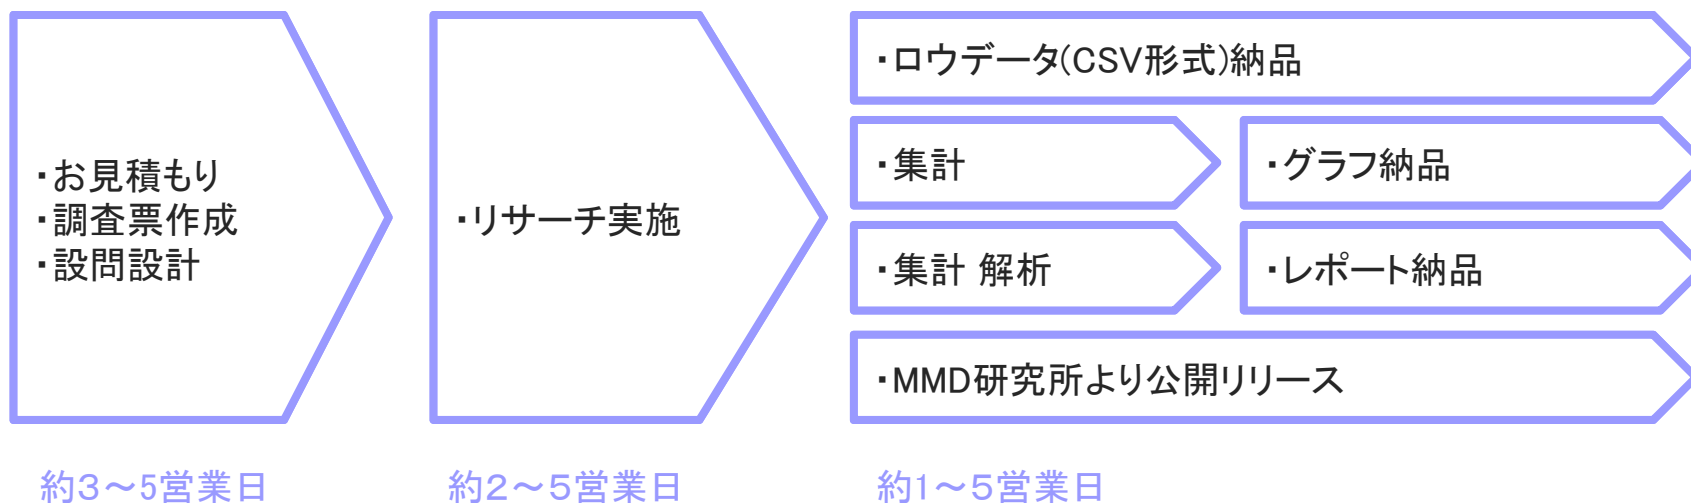 ・お見積もり
・調査票作成
・設問設計
・リサーチ実施
・ロウデータ(CSV形式)納品
・集計
・グラフ納品
・集計 解析
・レポート納品
・MMD研究所より公開リリース
約３～5営業日
約２～５営業日
約1～５営業日